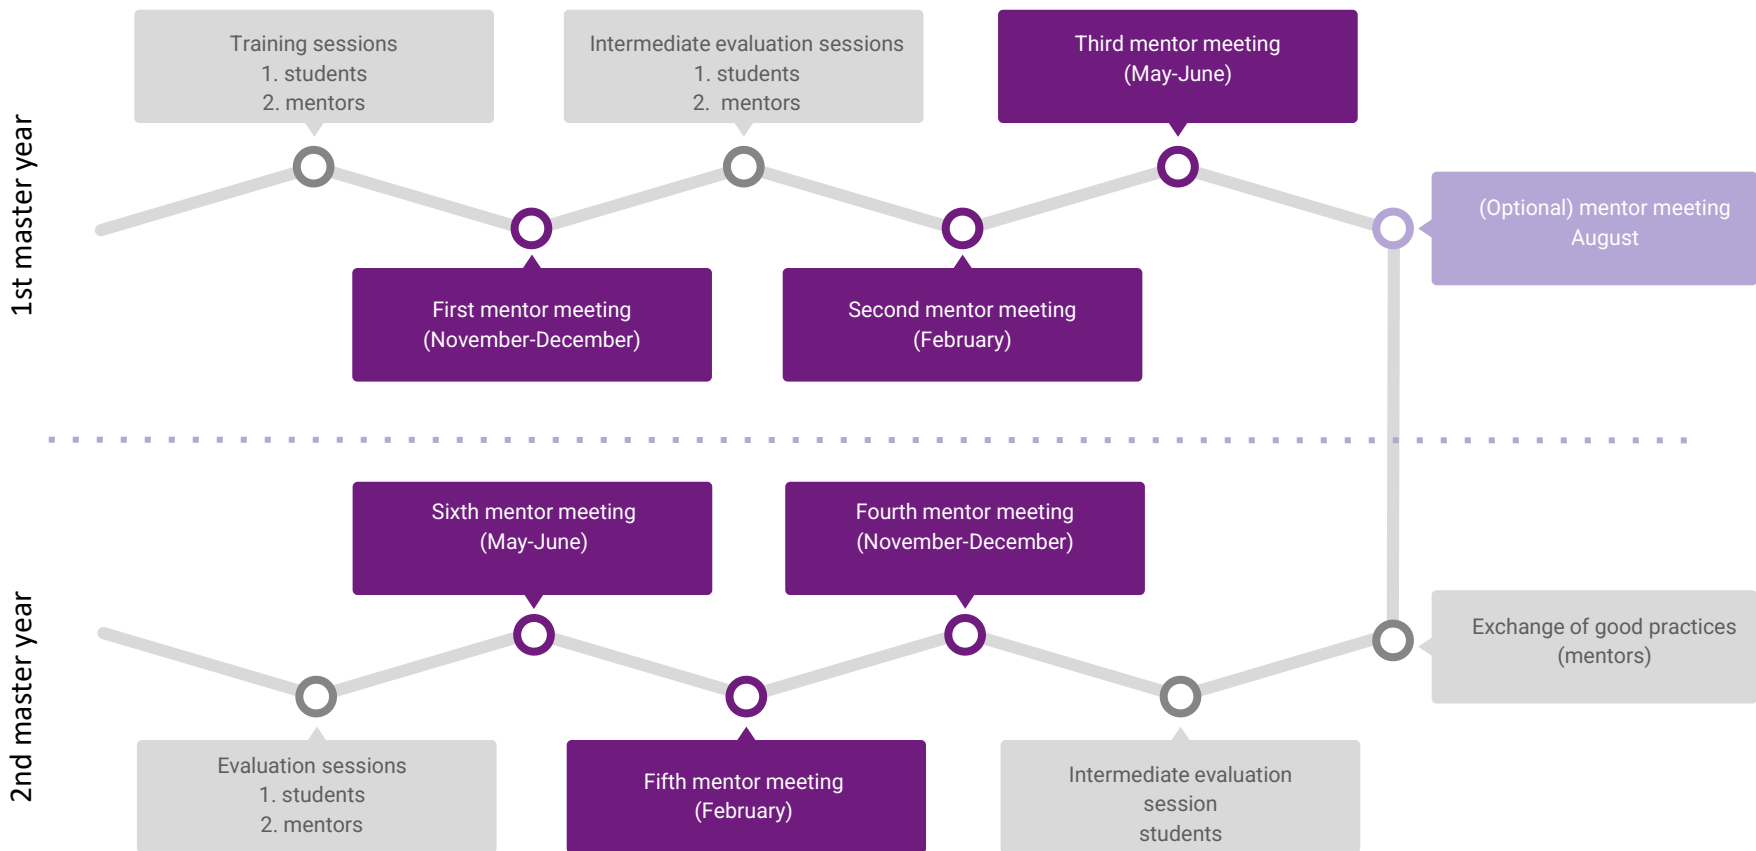 1st master year
Training sessions
1. students
2. mentors
Intermediate evaluation sessions
1. students
2. mentors
Third mentor meeting
(May-June)
(Optional) mentor meeting
August
First mentor meeting
(November-December)
Second mentor meeting
(February)
2nd master year
Sixth mentor meeting
(May-June)
Fourth mentor meeting
(November-December)
Exchange of good practices
(mentors)
Evaluation sessions
1. students
2. mentors
Fifth mentor meeting
(February)
Intermediate evaluation
session
students